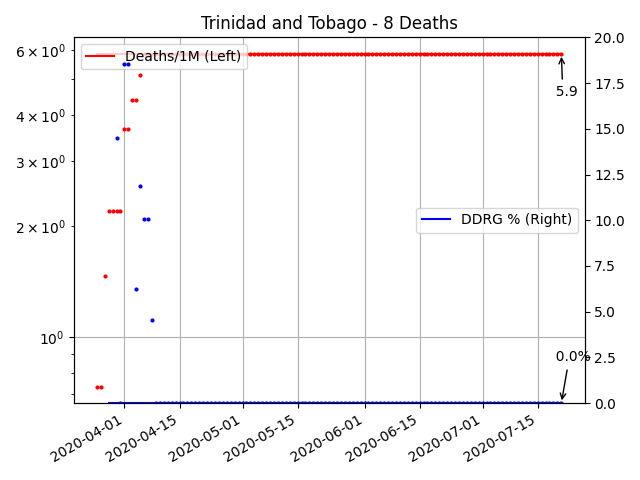 Trinidad and Tobago - 8 Deaths
Deaths/1M (Left)
DDRG % (Right)
5.9
0.0%
6 × 10⁰
4 × 10⁰
3 × 10⁰
2 × 10⁰
10⁰
20.0
17.5
15.0
12.5
10.0
7.5
5.0
2.5
0.0
2020-04-01
2020-04-15
2020-05-01
2020-05-15
2020-06-01
2020-06-15
2020-07-01
2020-07-15